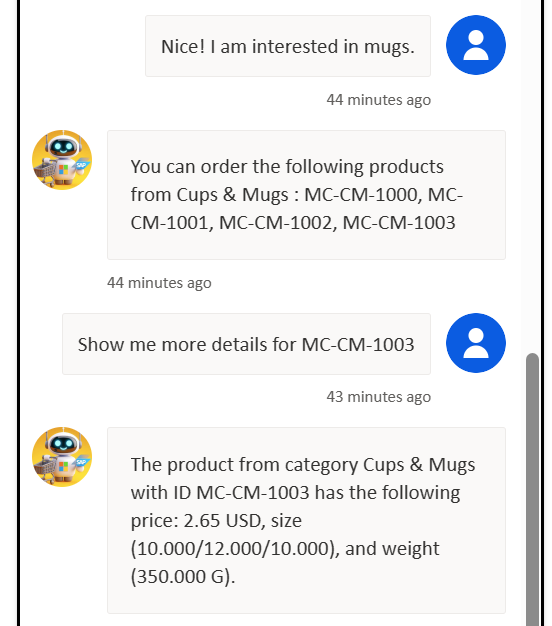 Nice! I am interested in mugs.
44 minutes ago
You can order the following products
from Cups & Mugs : MC-CM-1000, MC-
CM-1001, MC-CM-1002, MC-CM-1003
44 minutes ago
Show me more details for MC-CM-1003
43 minutes ago
The product from category Cups & Mugs
with ID MC-CM-1003 has the following
price: 2.65 USD, size
(10.000/12.000/10.000), and weight
(350.000 G).